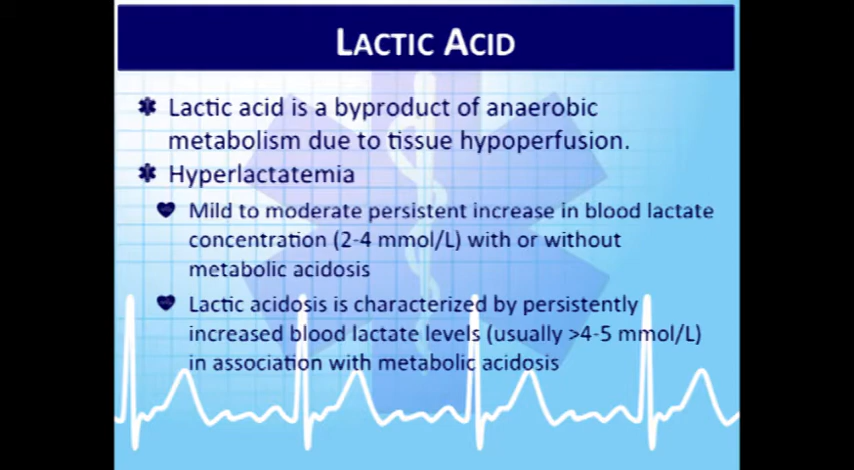 LACTIC ACID
Lactic acid is a byproduct of anaerobic
metabolism due to tissue hypoperfusion.
Hyperlactatemia
Mild to moderate persistent increase in blood lactate
concentration (2-4 mmol/L) with or without
metabolic acidosis
Lactic acidosis is characterized by persistently
increased blood lactate levels (usually >4-5 mmol/L)
in association with metabolic acidosis